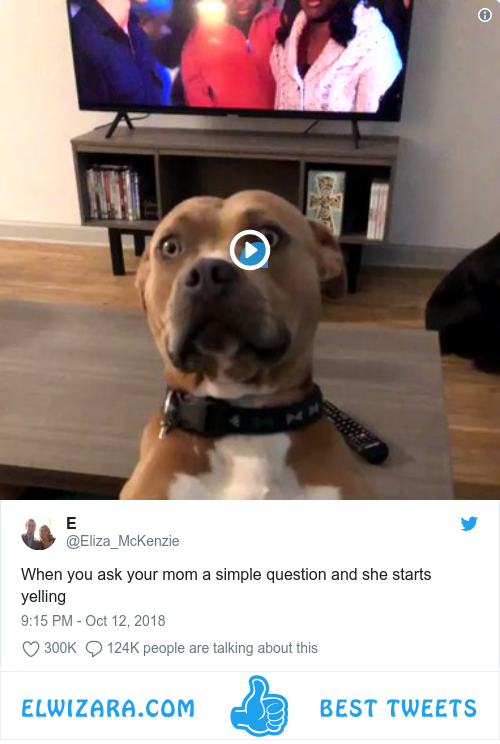 E
@Eliza_McKenzie
When you ask your mom a simple question and she starts
yelling
9:15 PM - Oct 12, 2018
300K 124K people are talking about this
ELWIZARA.COM BEST TWEETS